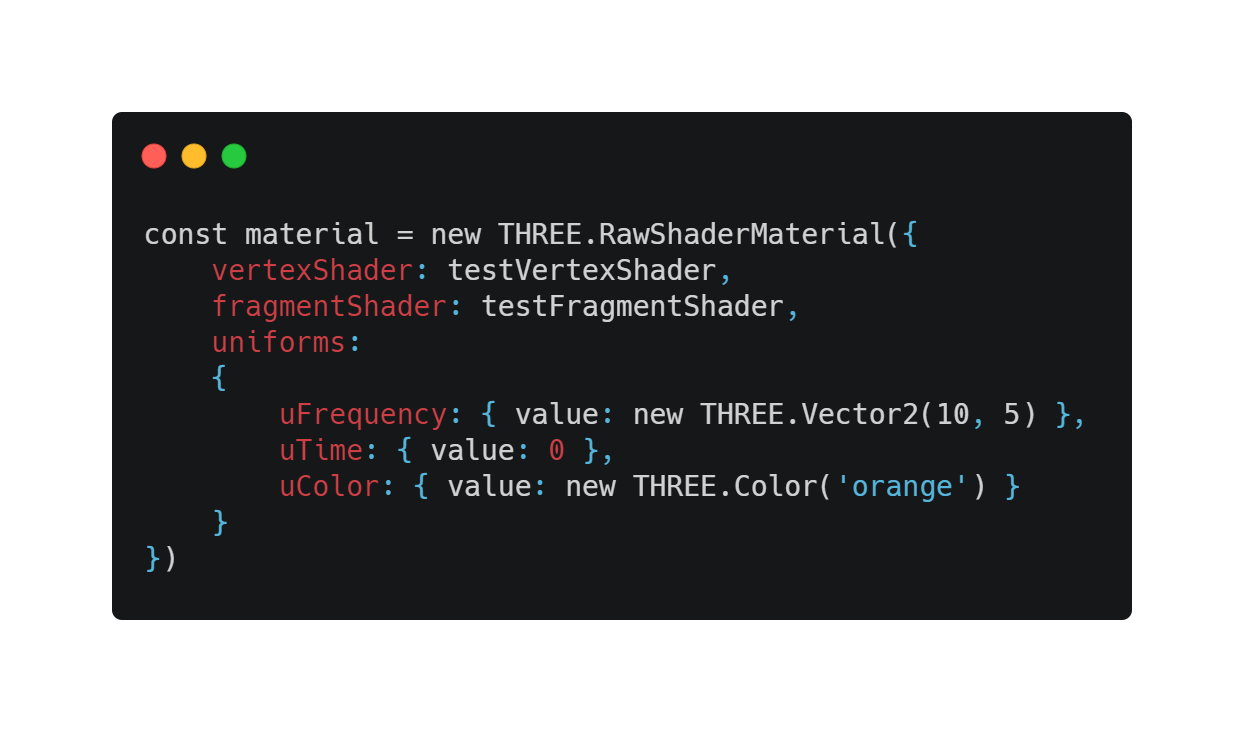 const material = new THREE.RawShaderMaterial({
    vertexShader: testVertexShader,
    fragmentShader: testFragmentShader,
    uniforms:
    {
        uFrequency: { value: new THREE.Vector2(10, 5) },
        uTime: { value: 0 },
        uColor: { value: new THREE.Color('orange') }
    }
})